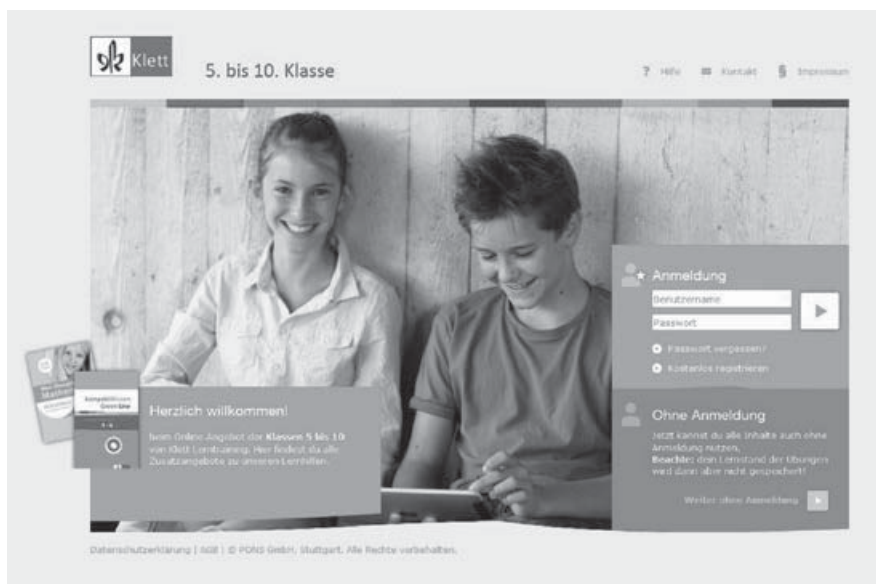 Klett
5. bis 10. Klasse
? Hilfe Kontakt § Impressum
Anmeldung
Benutzername
Passwort
Passwort vergessen?
Kostenlos registrieren
Herzlich willkommen!
beim Online-Angebot der Klassen 5 bis 10
von Klett Lerntraining. Hier findest du alle
Zusatzangebote zu unseren Lernhilfen.
Ohne Anmeldung
Jetzt kannst du alle Inhalte auch ohne
Anmeldung nutzen.
Beachte: dein Lernstand der Übungen
wird dann aber nicht gespeichert!
Weiter ohne Anmeldung
Datenschutzerklärung | AGB | © PONS GmbH, Stuttgart. Alle Rechte vorbehalten.